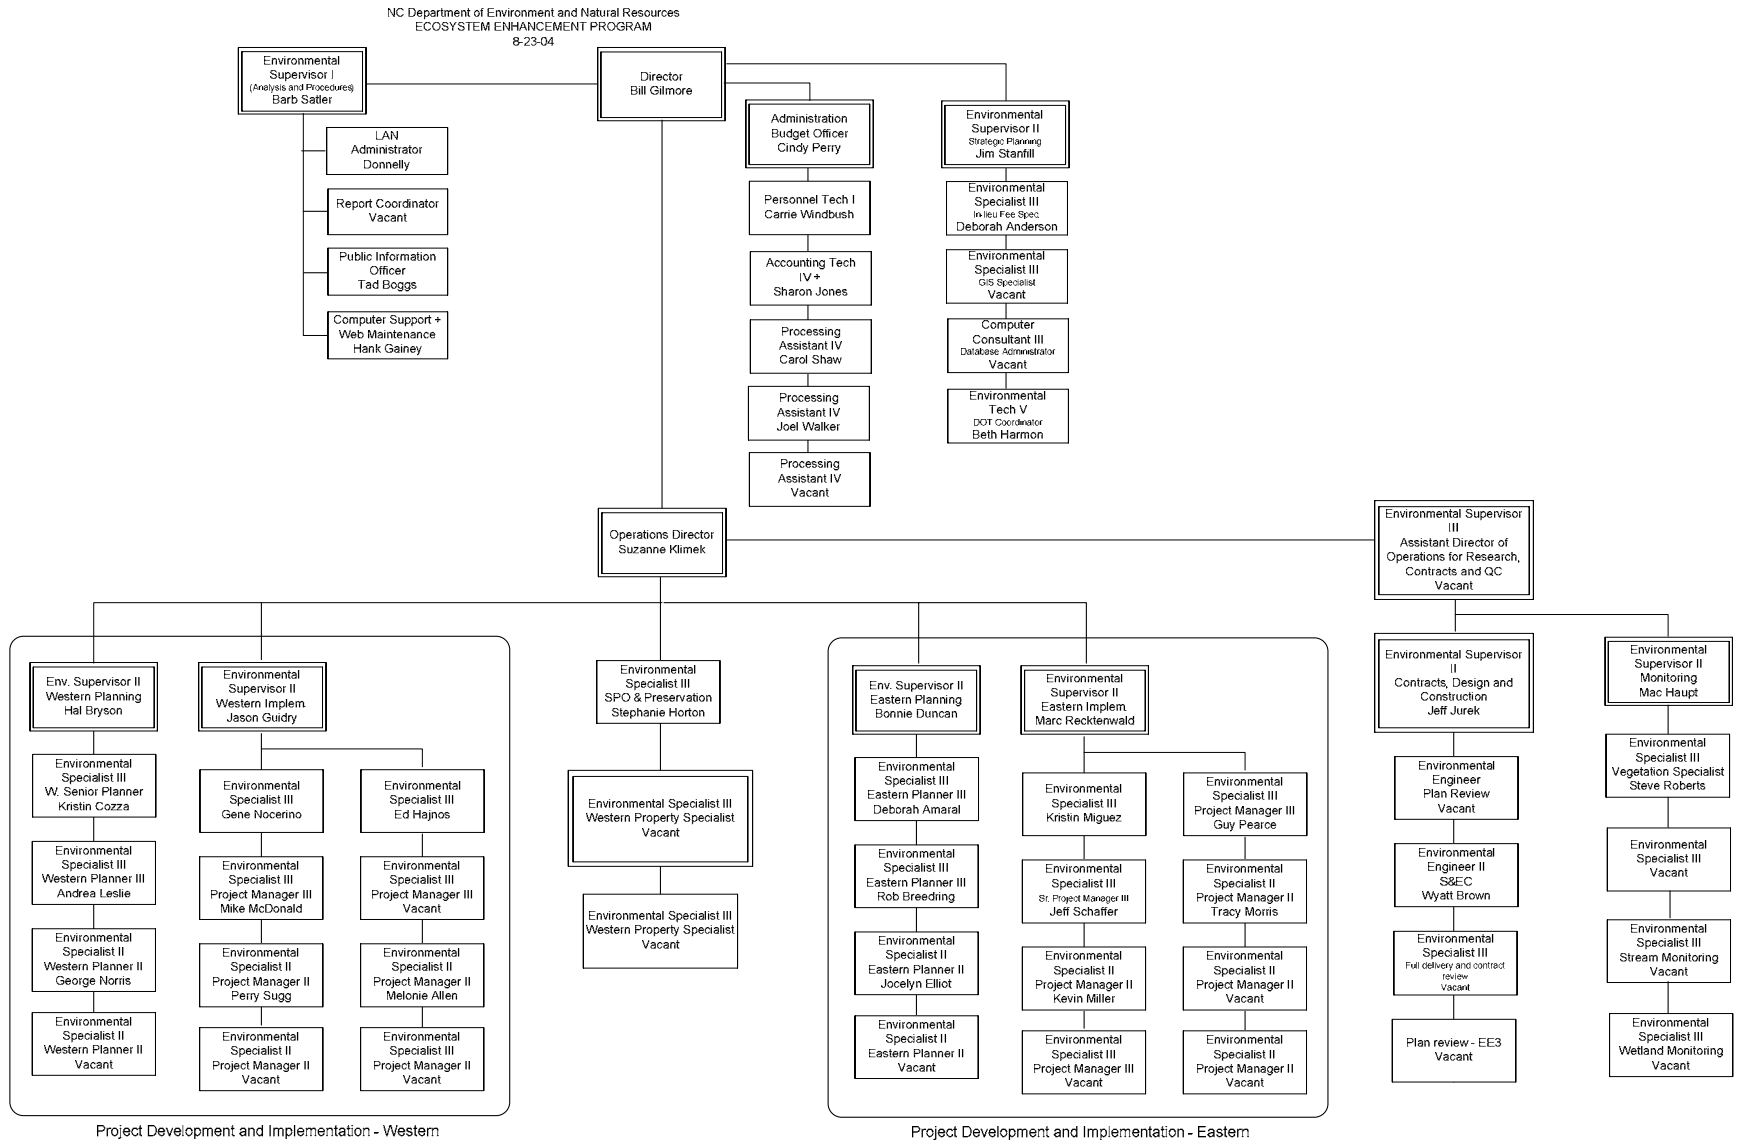 NC Department of Environment and Natural Resources
ECOSYSTEM ENHANCEMENT PROGRAM
8-23-04
Environmental
Supervisor I
(Analysis and Procedures)
Barb Satler
Director
Bill Gilmore
LAN
Administrator
Donnelly
Report Coordinator
Vacant
Public Information
Officer
Tad Boggs
Computer Support +
Web Maintenance
Hank Gainey
Administration
Budget Officer
Cindy Perry
Personnel Tech I
Carrie Windbush
Accounting Tech
IV +
Sharon Jones
Processing
Assistant IV
Carol Shaw
Processing
Assistant IV
Joel Walker
Processing
Assistant IV
Vacant
Environmental
Supervisor II
Strategic Planning
Jim Stanfill
Environmental
Specialist III
In-lieu Fee Spec.
Deborah Anderson
Environmental
Specialist III
GIS Specialist
Vacant
Computer
Consultant III
Database Administrator
Vacant
Environmental
Tech V
DOT Coordinator
Beth Harmon
Operations Director
Suzanne Klimek
Environmental Supervisor
III
Assistant Director of
Operations for Research,
Contracts and QC
Vacant
Env. Supervisor II
Western Planning
Hal Bryson
Environmental
Specialist III
W. Senior Planner
Kristin Cozza
Environmental
Specialist III
Western Planner III
Andrea Leslie
Environmental
Specialist II
Western Planner II
George Norris
Environmental
Specialist II
Western Planner II
Vacant
Environmental
Supervisor II
Western Implem.
Jason Guidry
Environmental
Specialist III
Gene Nocerino
Environmental
Specialist III
Project Manager III
Mike McDonald
Environmental
Specialist II
Project Manager II
Perry Sugg
Environmental
Specialist II
Project Manager II
Vacant
Environmental
Specialist III
Ed Hajnos
Environmental
Specialist III
Project Manager III
Vacant
Environmental
Specialist II
Project Manager II
Melonie Allen
Environmental
Specialist III
Project Manager II
Vacant
Project Development and Implementation - Western
Environmental
Specialist III
SPO & Preservation
Stephanie Horton
Environmental Specialist III
Western Property Specialist
Vacant
Environmental Specialist III
Western Property Specialist
Vacant
Env. Supervisor II
Eastern Planning
Bonnie Duncan
Environmental
Specialist III
Eastern Planner III
Deborah Amaral
Environmental
Specialist III
Eastern Planner III
Rob Breedring
Environmental
Specialist II
Eastern Planner II
Jocelyn Elliot
Environmental
Specialist II
Eastern Planner II
Vacant
Environmental
Supervisor II
Eastern Implem.
Marc Recktenwald
Environmental
Specialist III
Kristin Miguez
Environmental
Specialist III
Sr. Project Manager III
Jeff Schaffer
Environmental
Specialist II
Project Manager II
Kevin Miller
Environmental
Specialist III
Project Manager III
Vacant
Environmental
Specialist III
Project Manager III
Guy Pearce
Environmental
Specialist II
Project Manager II
Tracy Morris
Environmental
Specialist II
Project Manager II
Vacant
Environmental
Specialist II
Project Manager II
Vacant
Project Development and Implementation - Eastern
Environmental Supervisor
II
Contracts, Design and
Construction
Jeff Jurek
Environmental
Engineer
Plan Review
Vacant
Environmental
Engineer II
S&EC
Wyatt Brown
Environmental
Specialist III
Full delivery and contract
review
Vacant
Plan review - EE3
Vacant
Environmental
Supervisor II
Monitoring
Mac Haupt
Environmental
Specialist III
Vegetation Specialist
Steve Roberts
Environmental
Specialist III
Vacant
Environmental
Specialist III
Stream Monitoring
Vacant
Environmental
Specialist III
Wetland Monitoring
Vacant